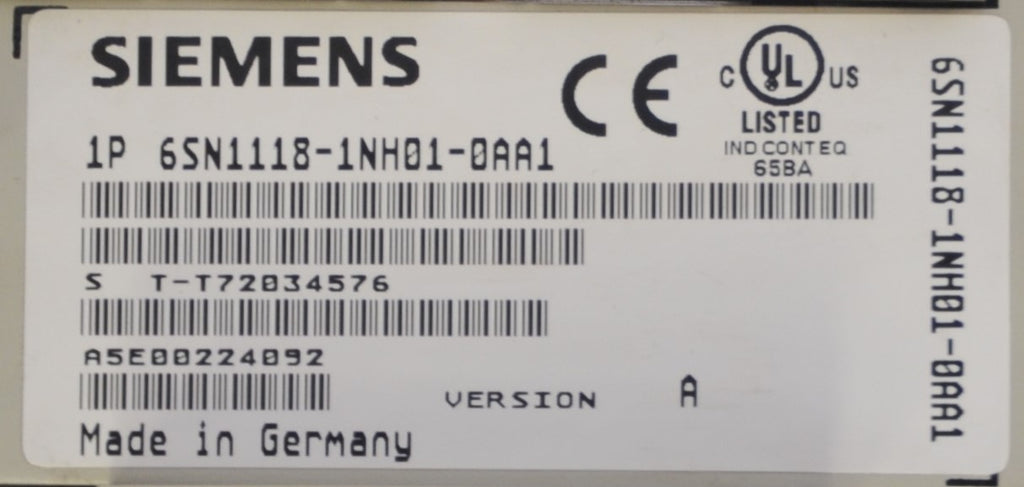 SIEMENS
CE
C UL US
LISTED
IND CONT EQ
65BA
1P 6SN1118-1NH01-0AA1
S T-T72034576
A5E00224092
VERSION A
Made in Germany
6SN1118-1NH01-0AA1